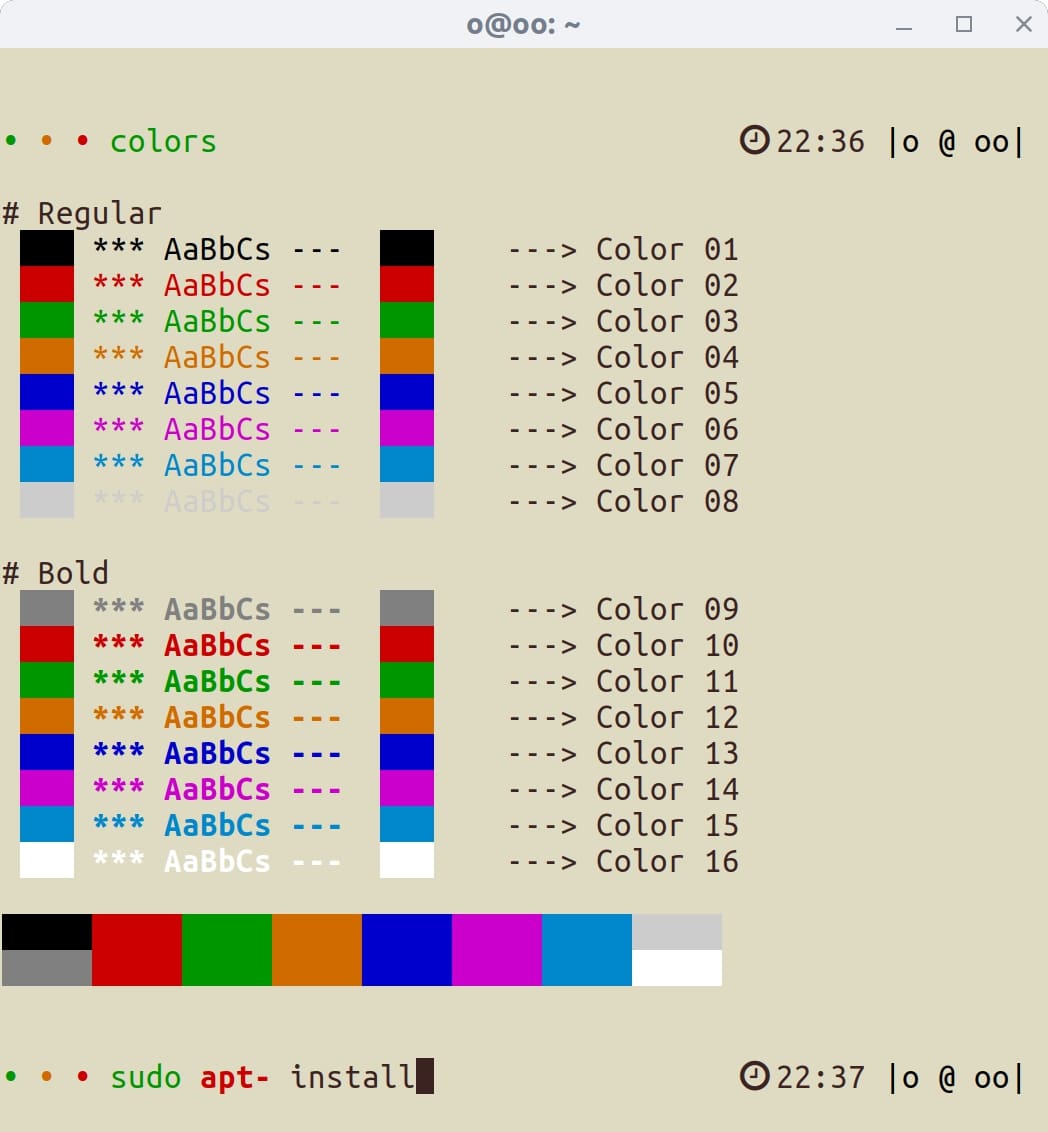 o@oo: ~
• • • colors 22:36 |o @ oo|
# Regular
*** AaBbCs --- ---> Color 01
*** AaBbCs --- ---> Color 02
*** AaBbCs --- ---> Color 03
*** AaBbCs --- ---> Color 04
*** AaBbCs --- ---> Color 05
*** AaBbCs --- ---> Color 06
*** AaBbCs --- ---> Color 07
*** AaBbCs --- ---> Color 08
# Bold
*** AaBbCs --- ---> Color 09
*** AaBbCs --- ---> Color 10
*** AaBbCs --- ---> Color 11
*** AaBbCs --- ---> Color 12
*** AaBbCs --- ---> Color 13
*** AaBbCs --- ---> Color 14
*** AaBbCs --- ---> Color 15
*** AaBbCs --- ---> Color 16
• • • sudo apt- install 22:37 |o @ oo|